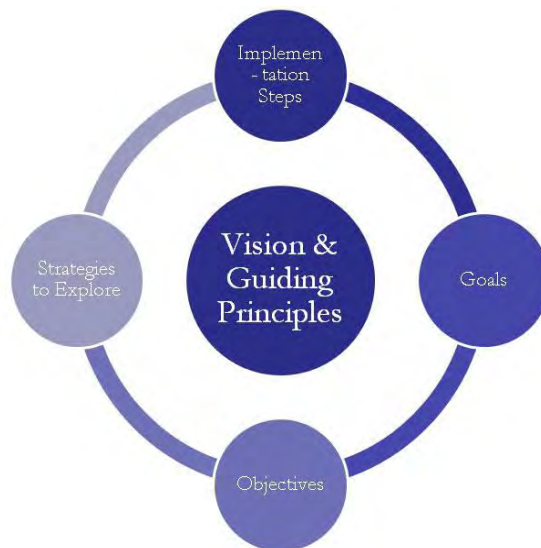 Implemen
- tation
Steps
Vision &
Guiding
Principles
Goals
Objectives
Strategies
to Explore